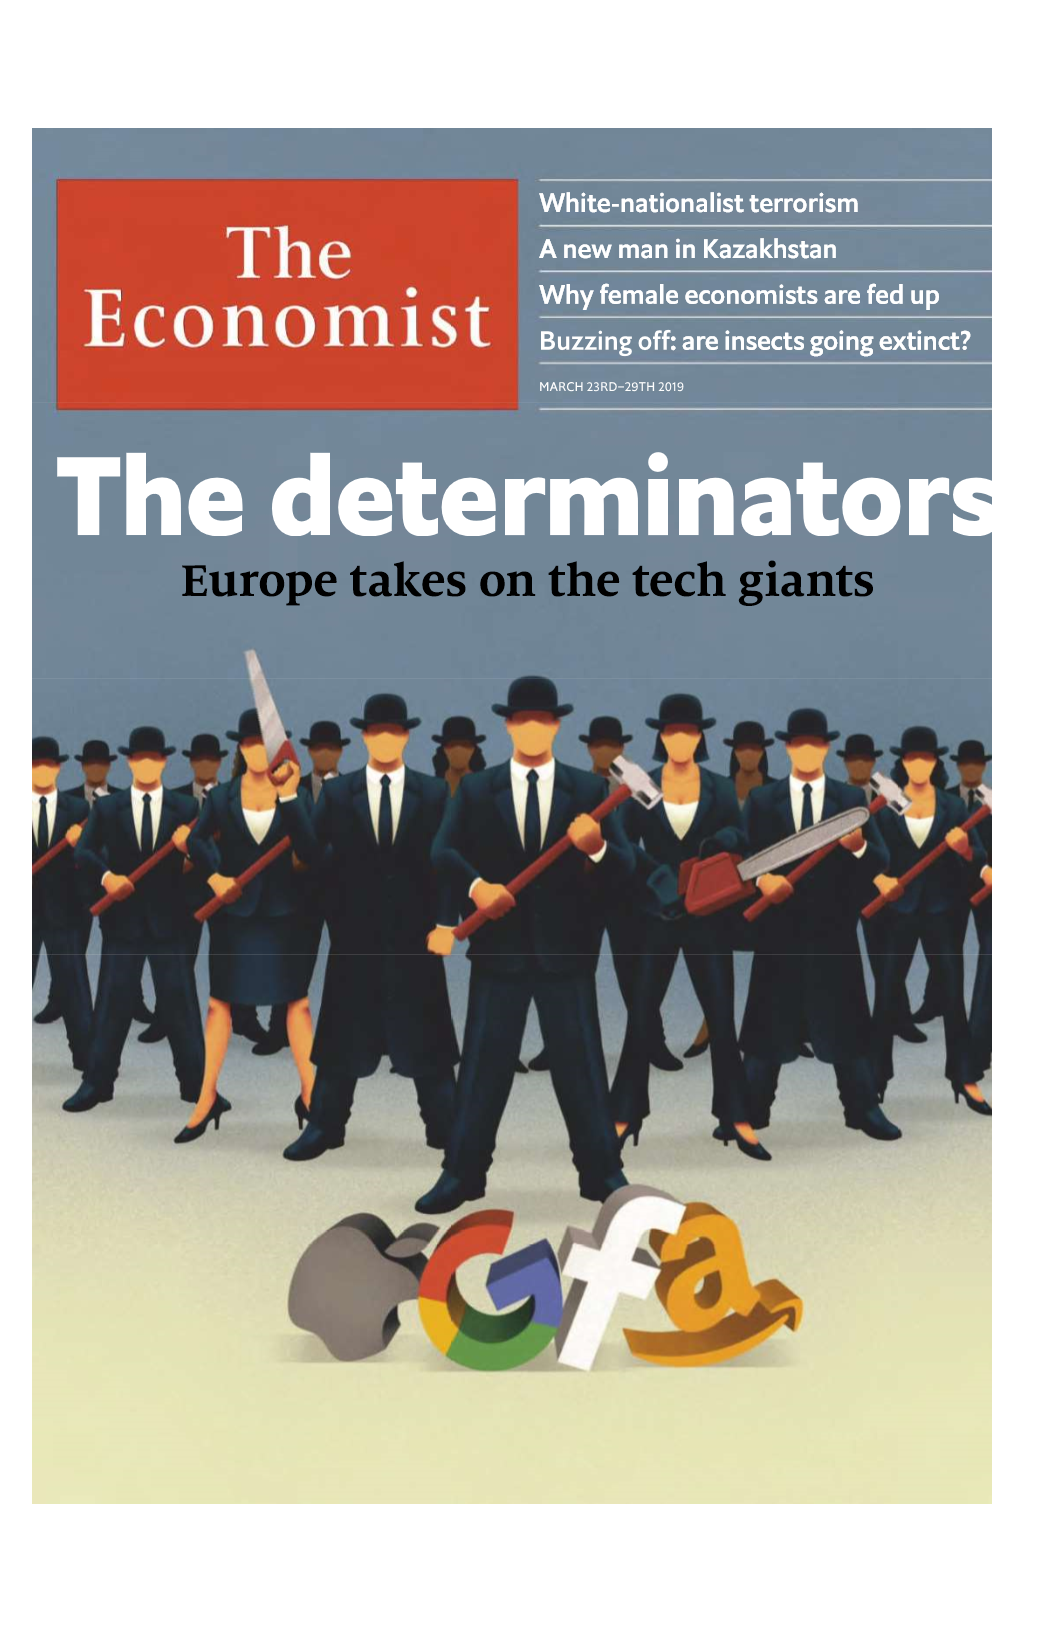 The
Economist
White-nationalist terrorism
A new man in Kazakhstan
Why female economists are fed up
Buzzing off: are insects going extinct?
MARCH 23RD–29TH 2019
The determinators
Europe takes on the tech giants
G f a